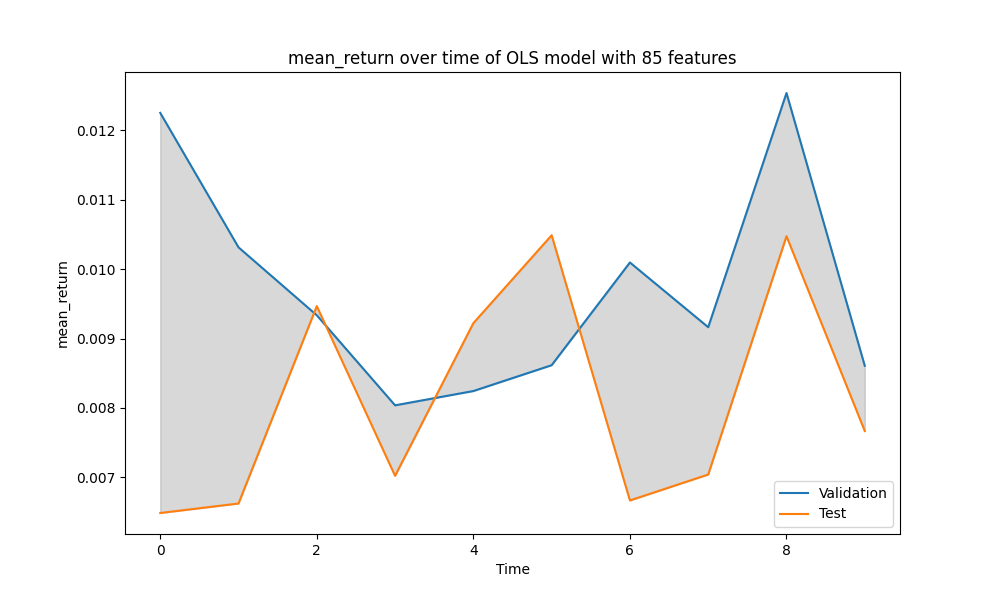 mean_return over time of OLS model with 85 features
0.012
0.011
0.010
0.009
0.008
0.007
mean_return
0 2 4 6 8
Time
Validation
Test